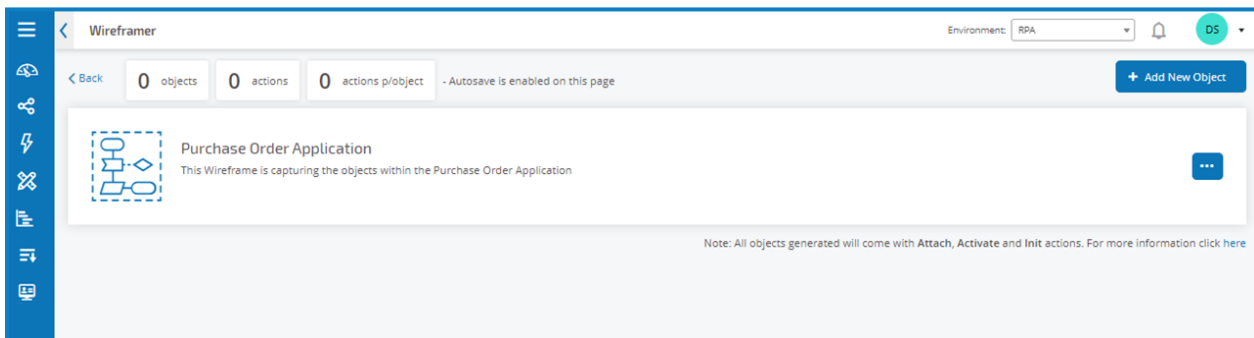 Wireframer
Environment: RPA
DS
Back
0 objects
0 actions
0 actions p/object
- Autosave is enabled on this page
+ Add New Object
Purchase Order Application
This Wireframe is capturing the objects within the Purchase Order Application
Note: All objects generated will come with Attach, Activate and Init actions. For more information click here